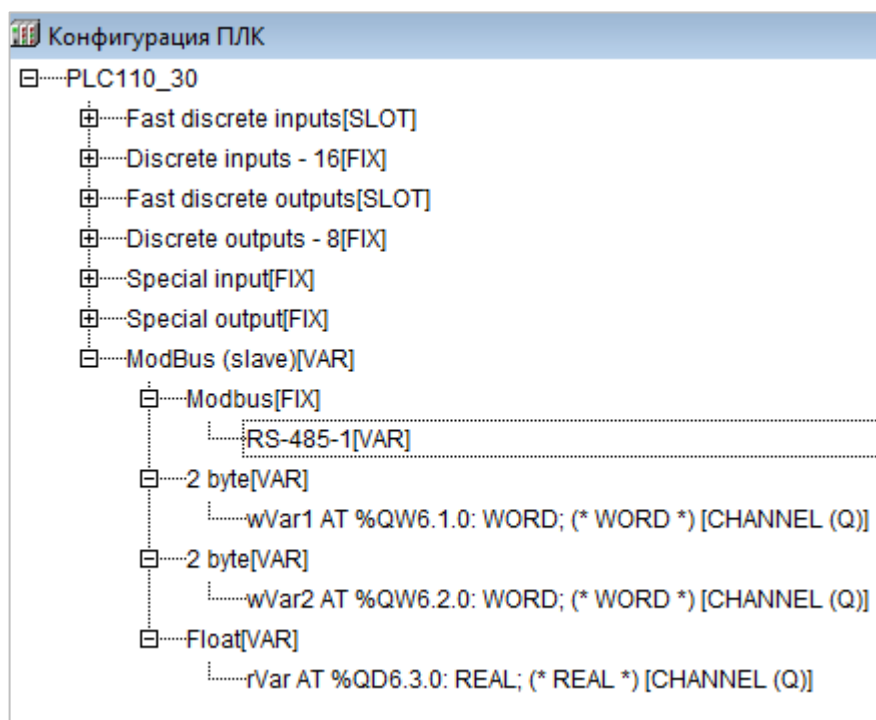 Конфигурация ПЛК
PLC110_30
Fast discrete inputs[SLOT]
Discrete inputs - 16[FIX]
Fast discrete outputs[SLOT]
Discrete outputs - 8[FIX]
Special input[FIX]
Special output[FIX]
ModBus (slave)[VAR]
Modbus[FIX]
RS-485-1[VAR]
2 byte[VAR]
wVar1 AT %QW6.1.0: WORD; (* WORD *) [CHANNEL (Q)]
2 byte[VAR]
wVar2 AT %QW6.2.0: WORD; (* WORD *) [CHANNEL (Q)]
Float[VAR]
rVar AT %QD6.3.0: REAL; (* REAL *) [CHANNEL (Q)]